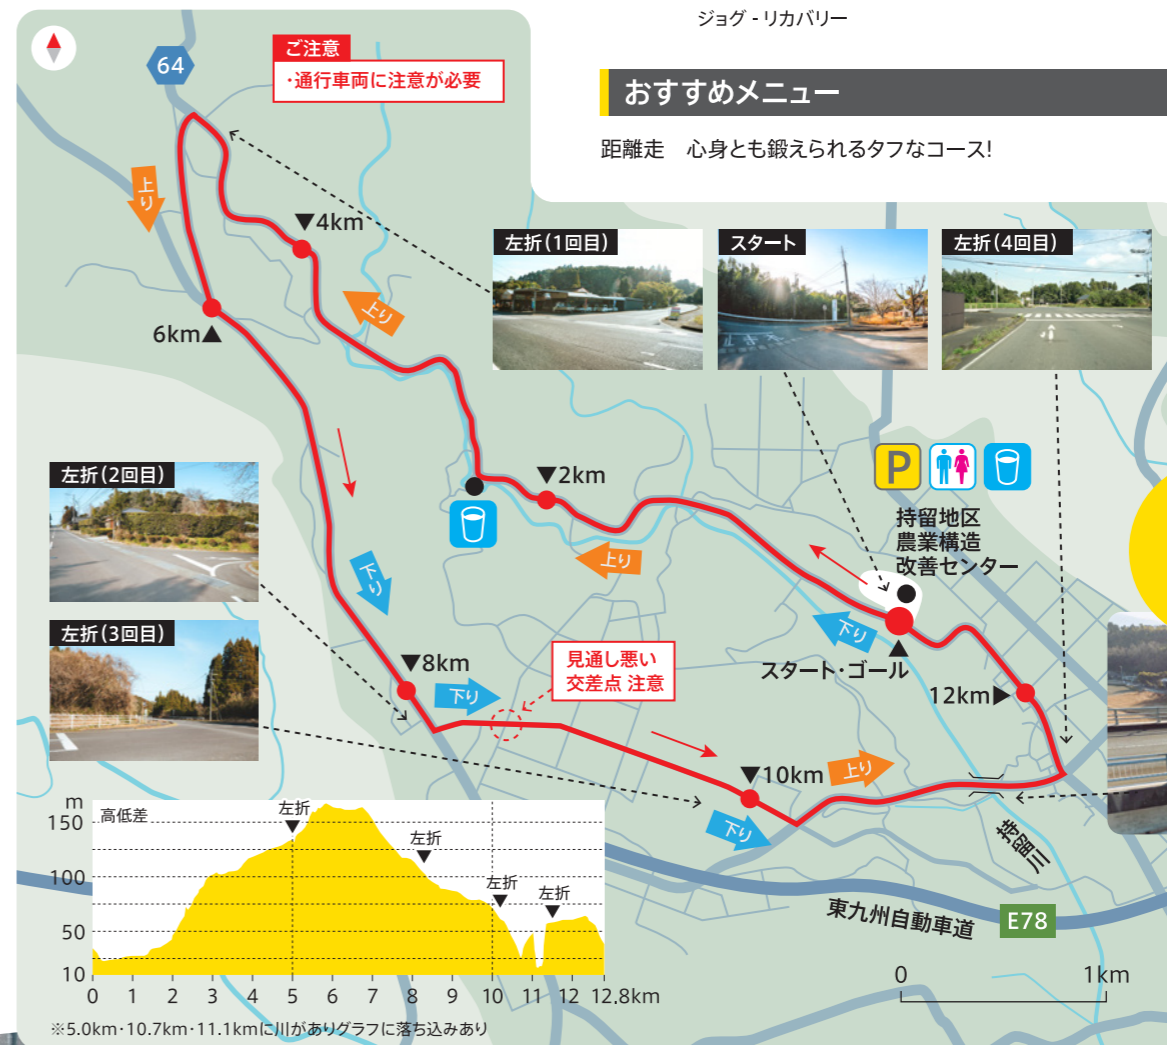 ジョグ - リカバリー
おすすめメニュー
距離走　心身とも鍛えられるタフなコース!
64
ご注意
・通行車両に注意が必要
上り
▼4km
6km▲
上り
左折(1回目)
スタート
左折(4回目)
P
持留地区
農業構造
改善センター
▼2km
上り
左折(2回目)
下り
左折(3回目)
下り
スタート・ゴール
▼8km
下り
見通し悪い
交差点 注意
12km▶
▼10km
上り
下り
持留川
東九州自動車道
E78
0
1km
m
高低差
150
100
50
10
左折
左折
左折
左折
0 1 2 3 4 5 6 7 8 9 10 11 12 12.8km
※5.0km・10.7km・11.1kmに川がありグラフに落ち込みあり